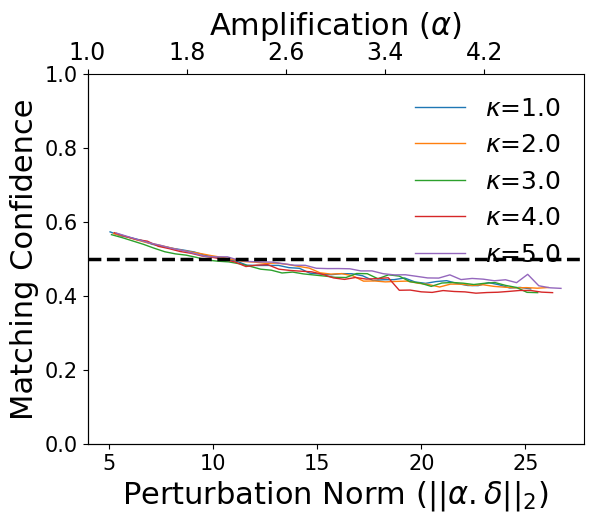 Amplification (α)
1.0 1.8 2.6 3.4 4.2
Matching Confidence
1.0
0.8
0.6
0.4
0.2
0.0
κ=1.0
κ=2.0
κ=3.0
κ=4.0
κ=5.0
5 10 15 20 25
Perturbation Norm (||α.δ||₂)